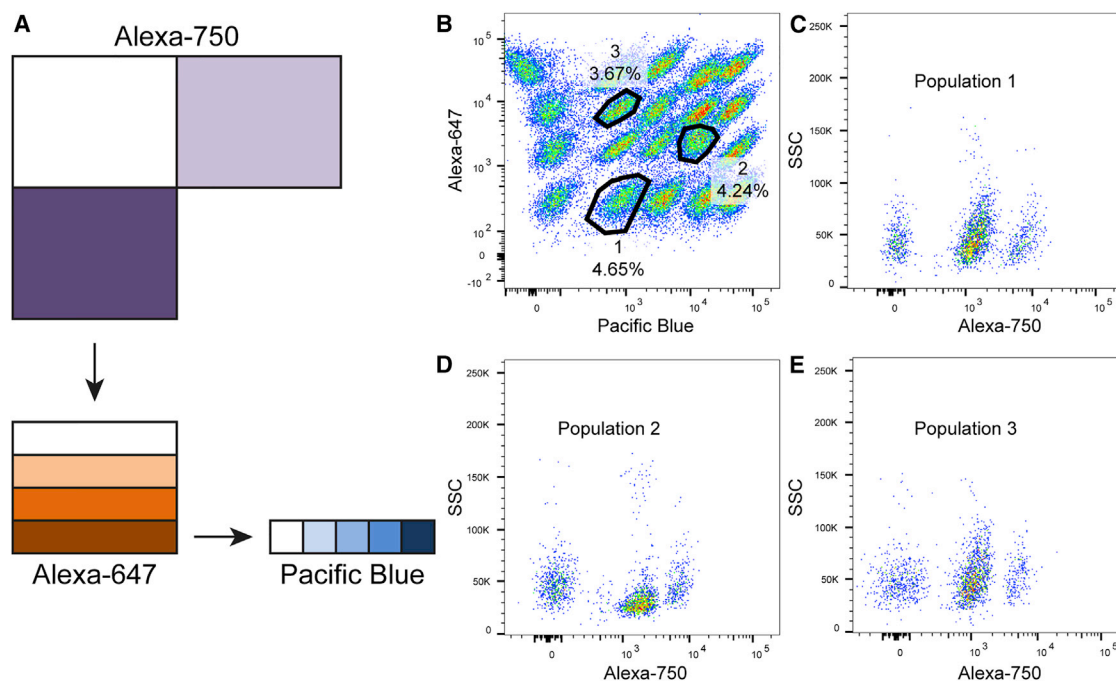 A
Alexa-750
Alexa-647
Pacific Blue
B
Alexa-647
10^5
10^4
10^3
10^2
0
-10^2
3
3.67%
2
4.24%
1
4.65%
0
10^3
10^4
10^5
Pacific Blue
C
SSC
250K
200K
150K
100K
50K
0
Population 1
0
10^3
10^4
10^5
Alexa-750
D
SSC
250K
200K
150K
100K
50K
0
Population 2
0
10^3
10^4
10^5
Alexa-750
E
SSC
250K
200K
150K
100K
50K
0
Population 3
0
10^3
10^4
10^5
Alexa-750